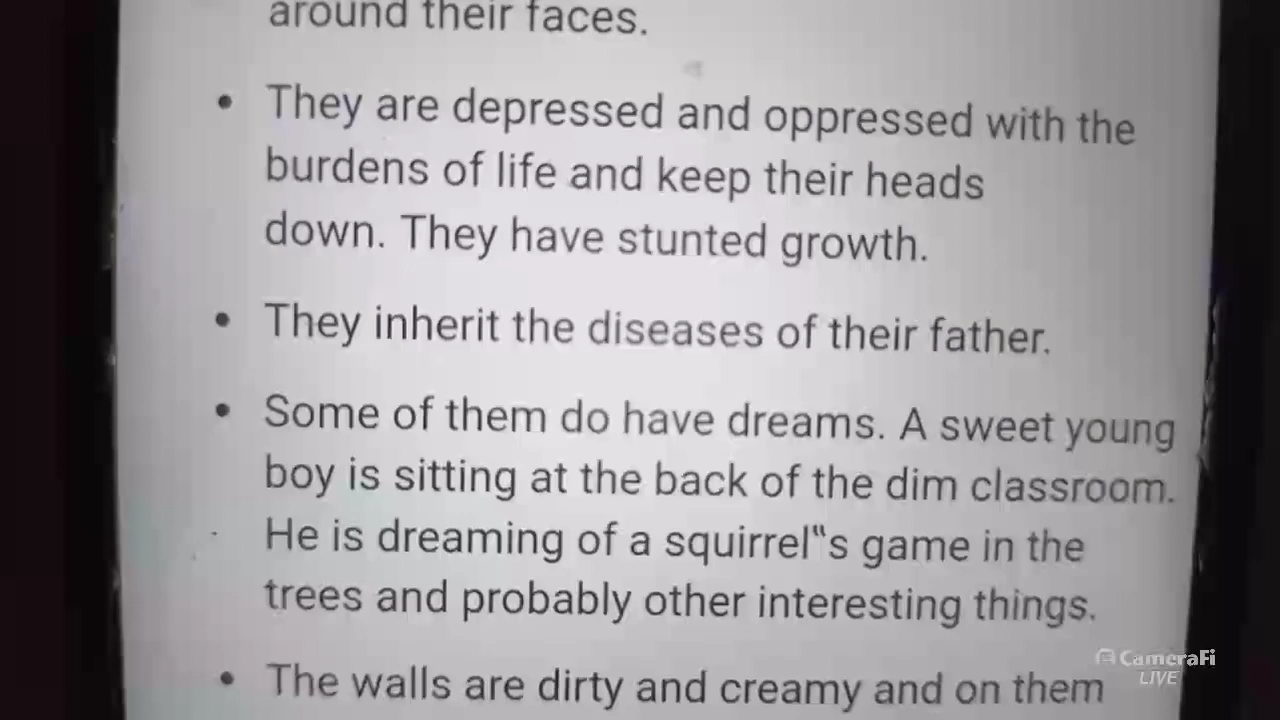 around their faces.
• They are depressed and oppressed with the
burdens of life and keep their heads
down. They have stunted growth.
• They inherit the diseases of their father.
• Some of them do have dreams. A sweet young
boy is sitting at the back of the dim classroom.
He is dreaming of a squirrel‟s game in the
trees and probably other interesting things.
• The walls are dirty and creamy and on them
CameraFi
LIVE